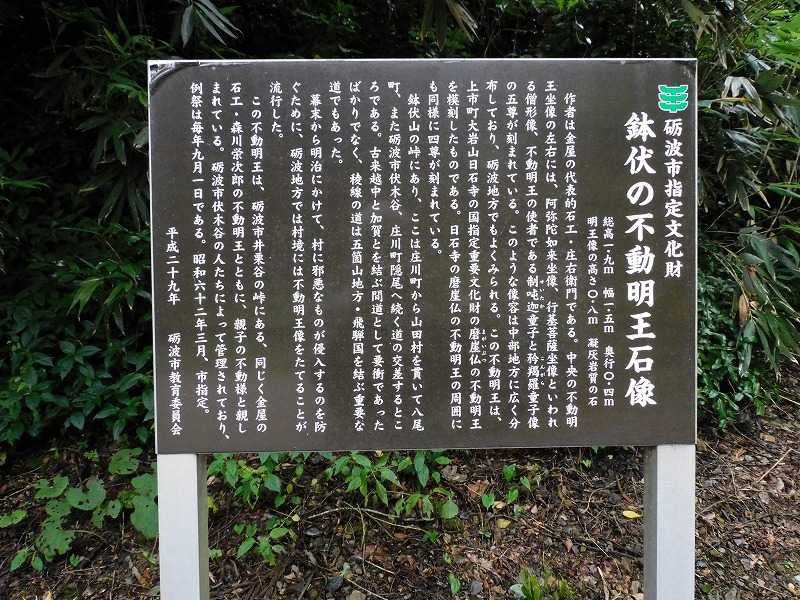 砺波市指定文化財
鉢伏の不動明王石像
総高一・九m 幅一・五m 奥行〇・四m
明王像の高さ〇・八m 凝灰岩質の石
作者は金屋の代表的石工・庄右衛門である。中央の不動明
王坐像の左右には、阿弥陀如来坐像、行基菩薩坐像といわれ
る僧形像、不動明王の使者である制吒迦童子と矜羯羅童子像
せいたか
こんがら
の五尊が刻まれている。このような像容は中部地方に広く分
布しており、砺波地方でもよくみられる。この不動明王は、
上市町大岩山日石寺の国指定重要文化財の磨崖仏の不動明王
まがいぶつ
を模刻したものである。日石寺の磨崖仏の不動明王の周囲に
も同様に四尊が刻まれている。
鉢伏山の峠にあり、ここは庄川町から山田村を貫いて八尾
町、また砺波市伏木谷、庄川町隠尾へ続く道の交差するとこ
ろである。古来越中と加賀とを結ぶ間道として要衝であった
ばかりでなく、稜線の道は五箇山地方・飛騨国を結ぶ重要な
道でもあった。
幕末から明治にかけて、村に邪悪なものが侵入するのを防
ぐために、砺波地方では村境には不動明王像をたてることが
流行した。
この不動明王は、砺波市井栗谷の峠にある、同じく金屋の
石工・森川栄次郎の不動明王とともに、親子の不動様と親し
まれている。砺波市伏木谷の人たちによって管理されており、
例祭は毎年九月一日である。昭和六十二年三月、市指定。
平成二十九年 砺波市教育委員会